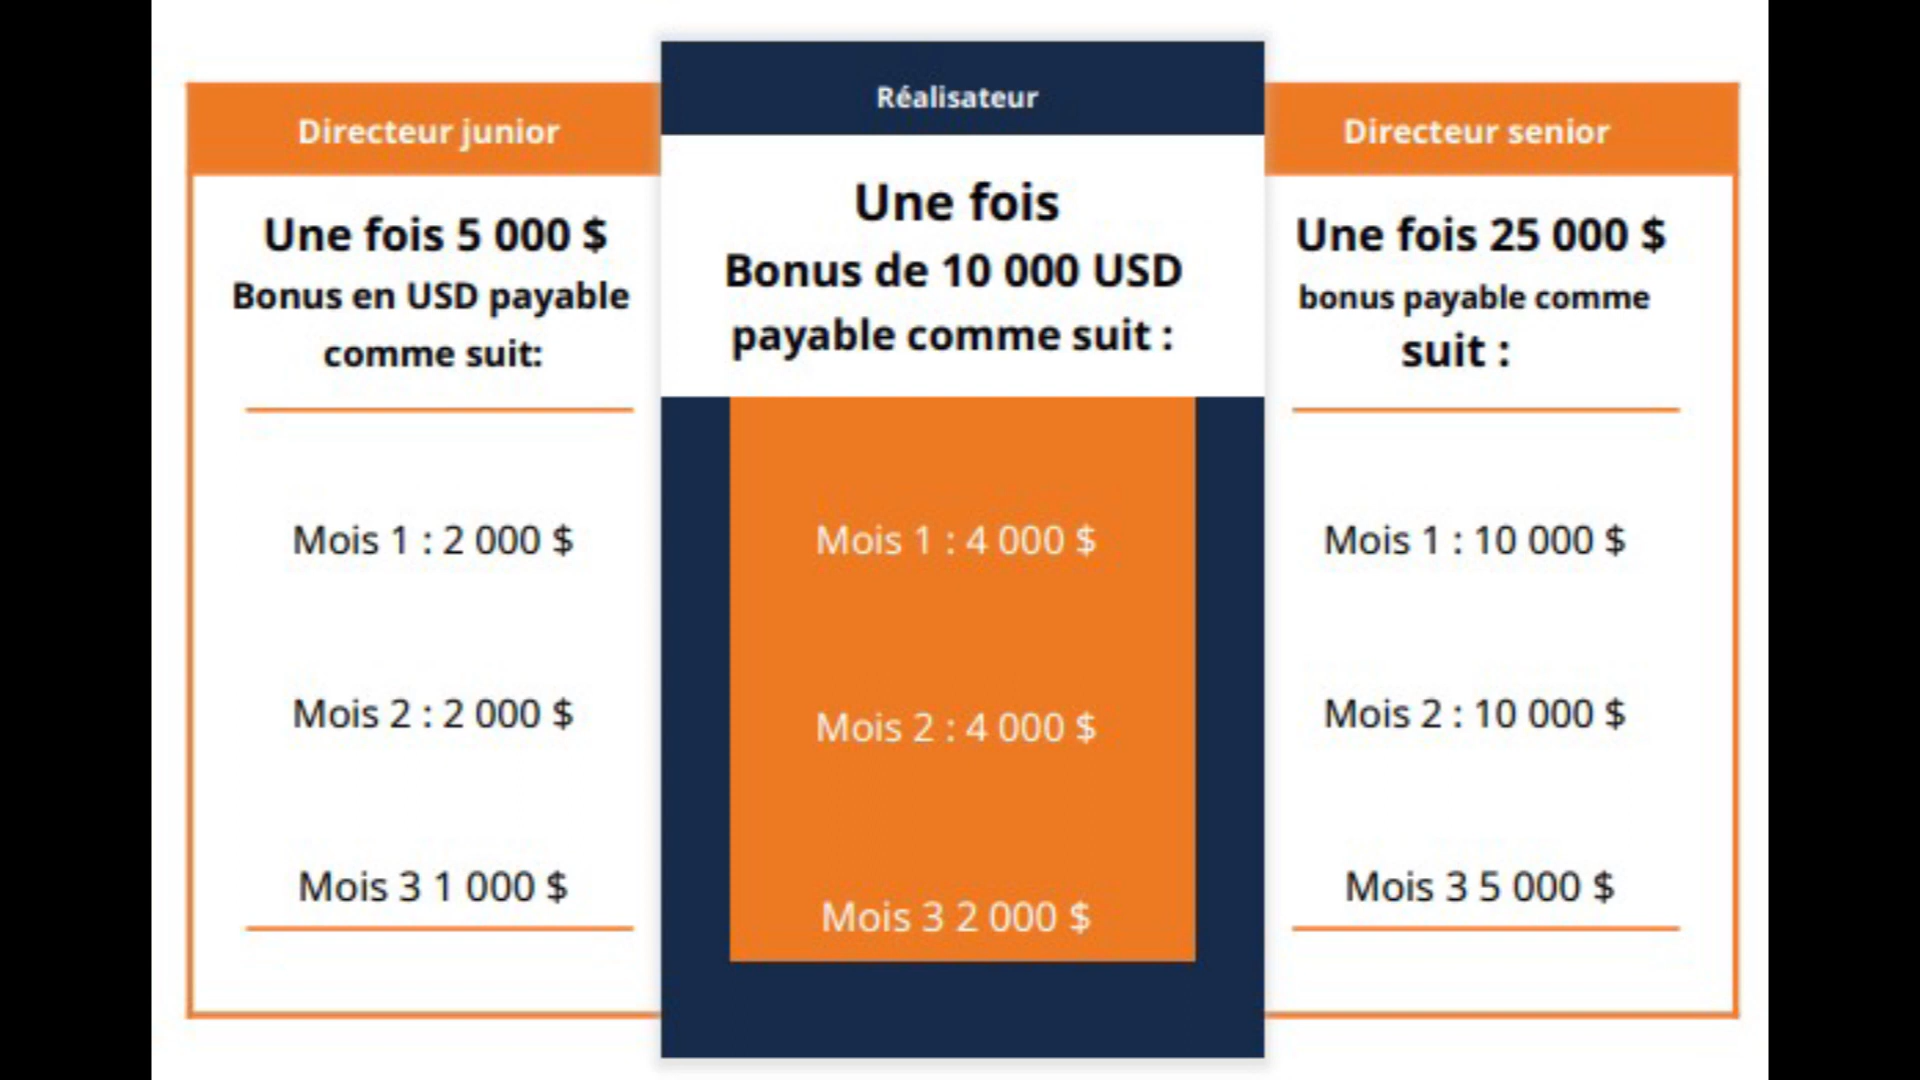 Directeur junior
Une fois 5 000 $
Bonus en USD payable
comme suit:
Mois 1 : 2 000 $
Mois 2 : 2 000 $
Mois 3 1 000 $
Réalisateur
Une fois
Bonus de 10 000 USD
payable comme suit :
Mois 1 : 4 000 $
Mois 2 : 4 000 $
Mois 3 2 000 $
Directeur senior
Une fois 25 000 $
bonus payable comme
suit :
Mois 1 : 10 000 $
Mois 2 : 10 000 $
Mois 3 5 000 $